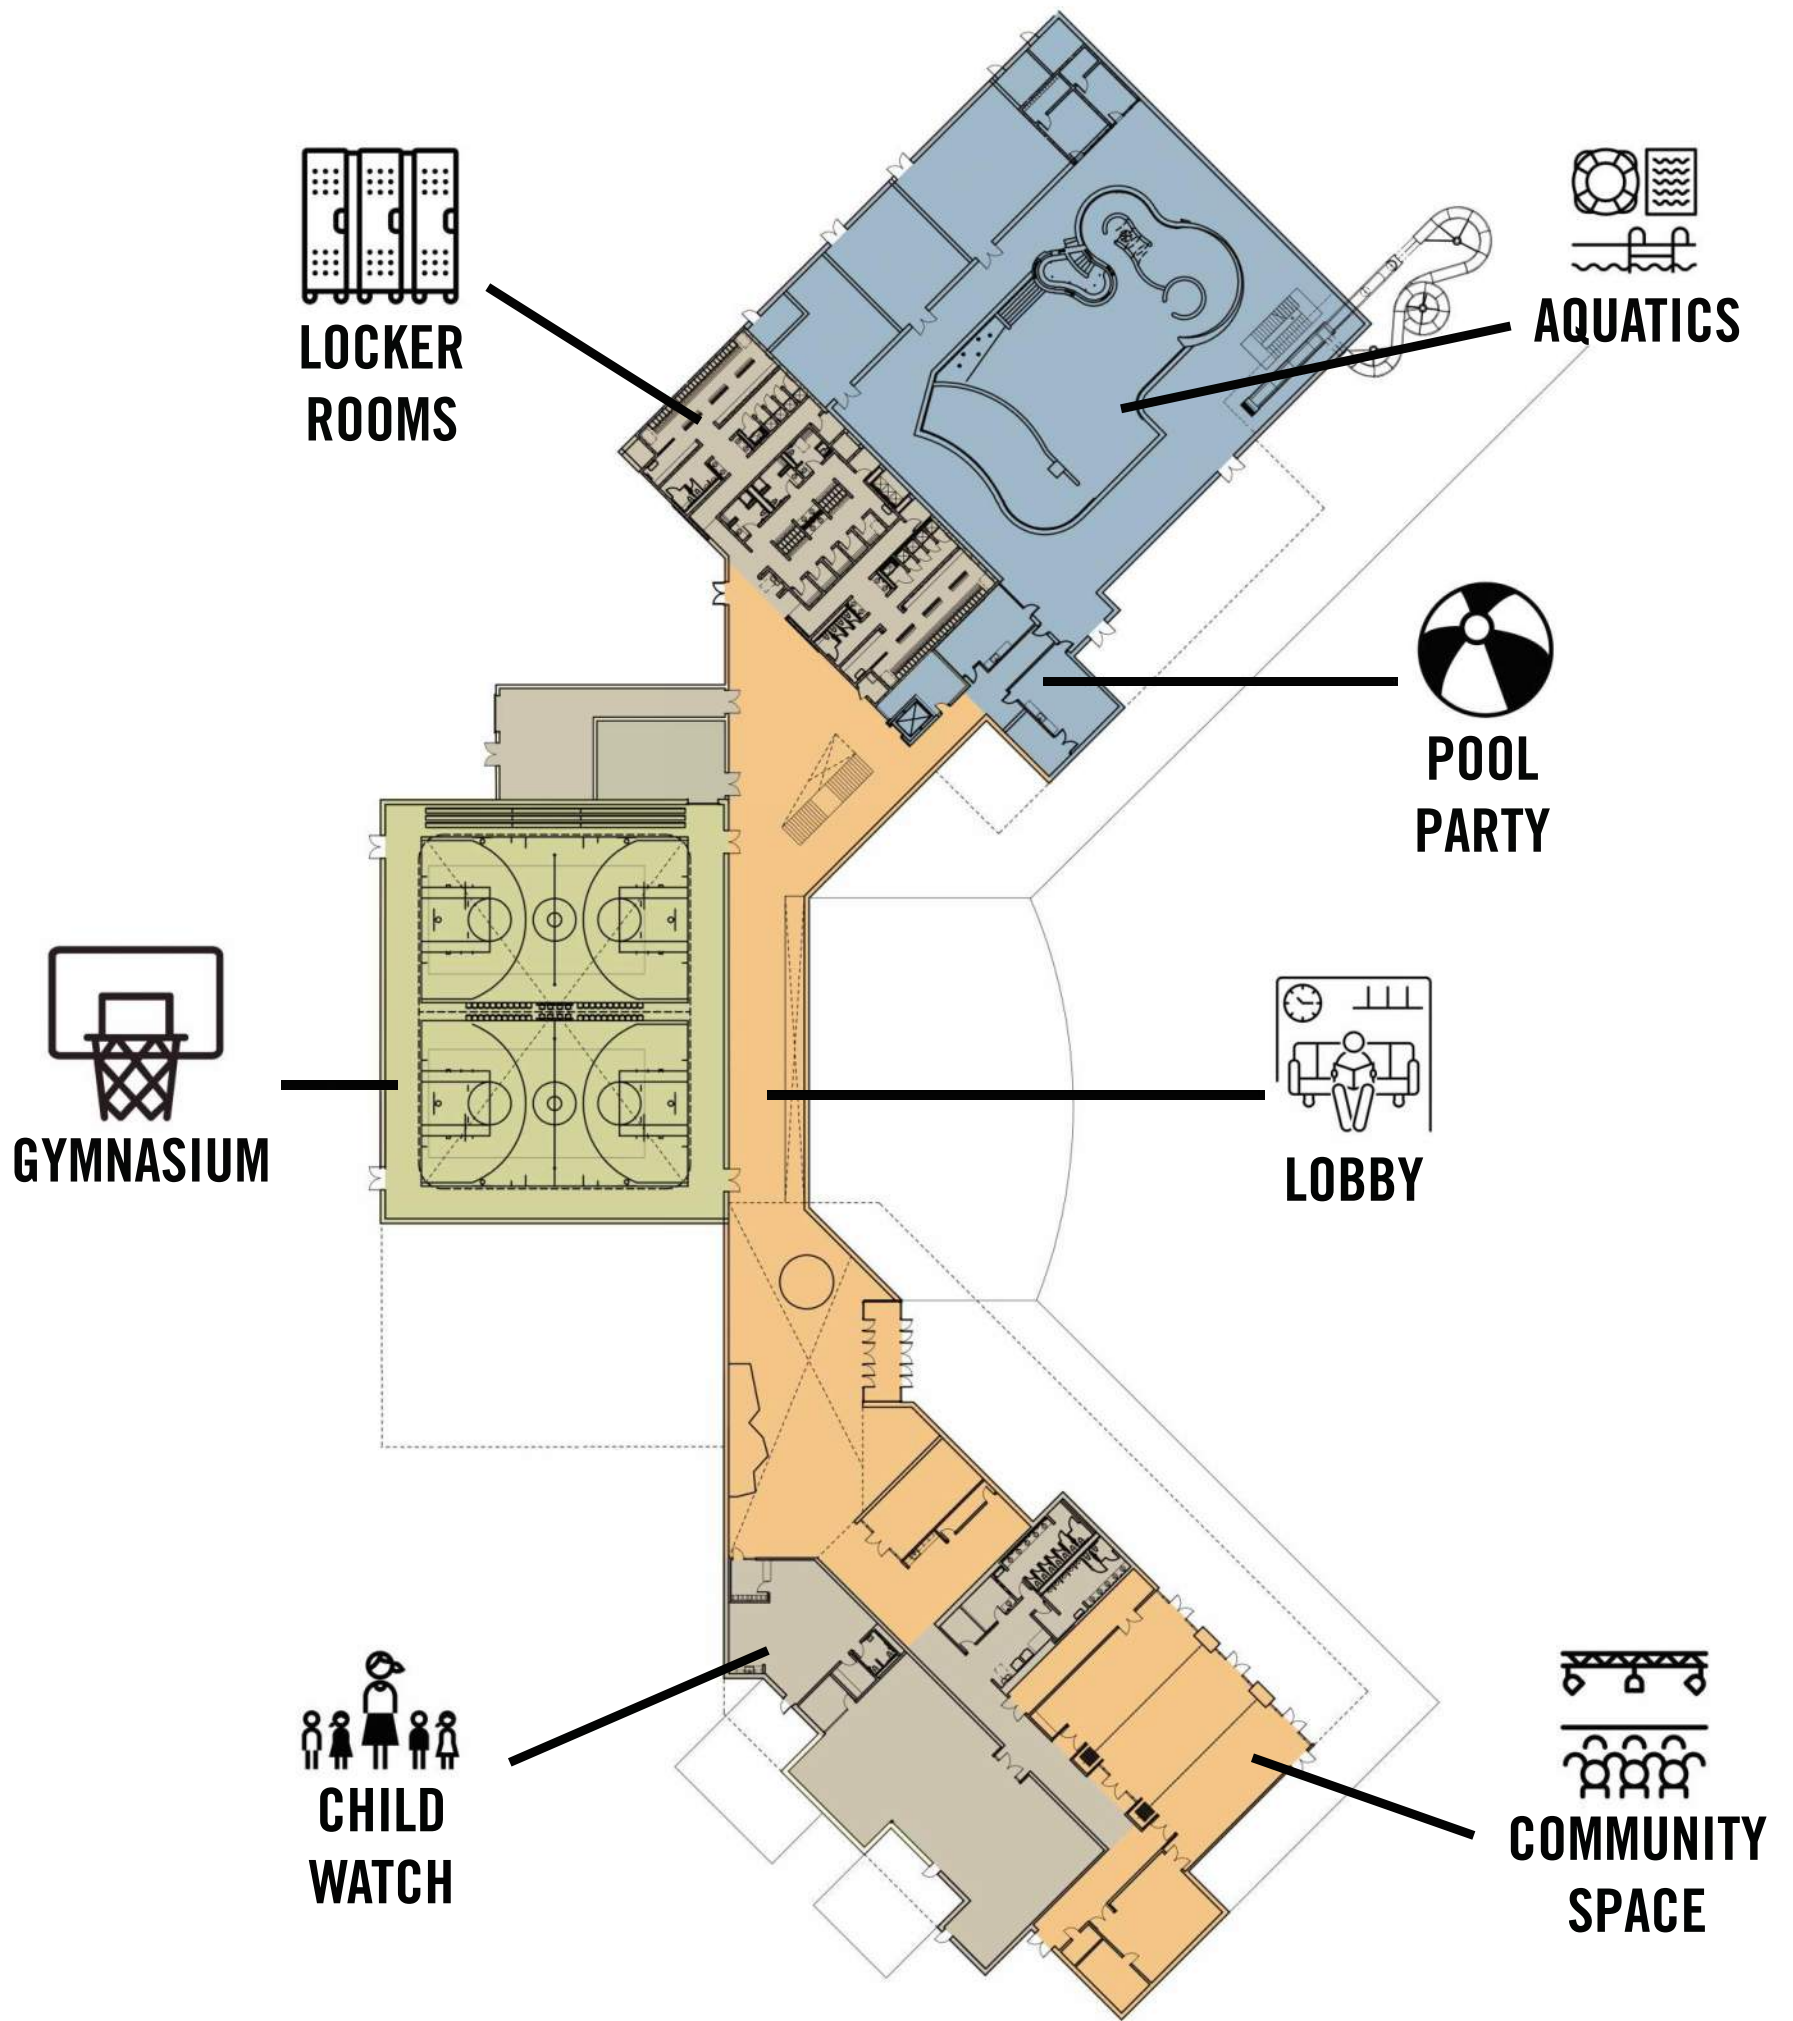 LOCKER
ROOMS
AQUATICS
POOL
PARTY
GYMNASIUM
LOBBY
CHILD
WATCH
COMMUNITY
SPACE